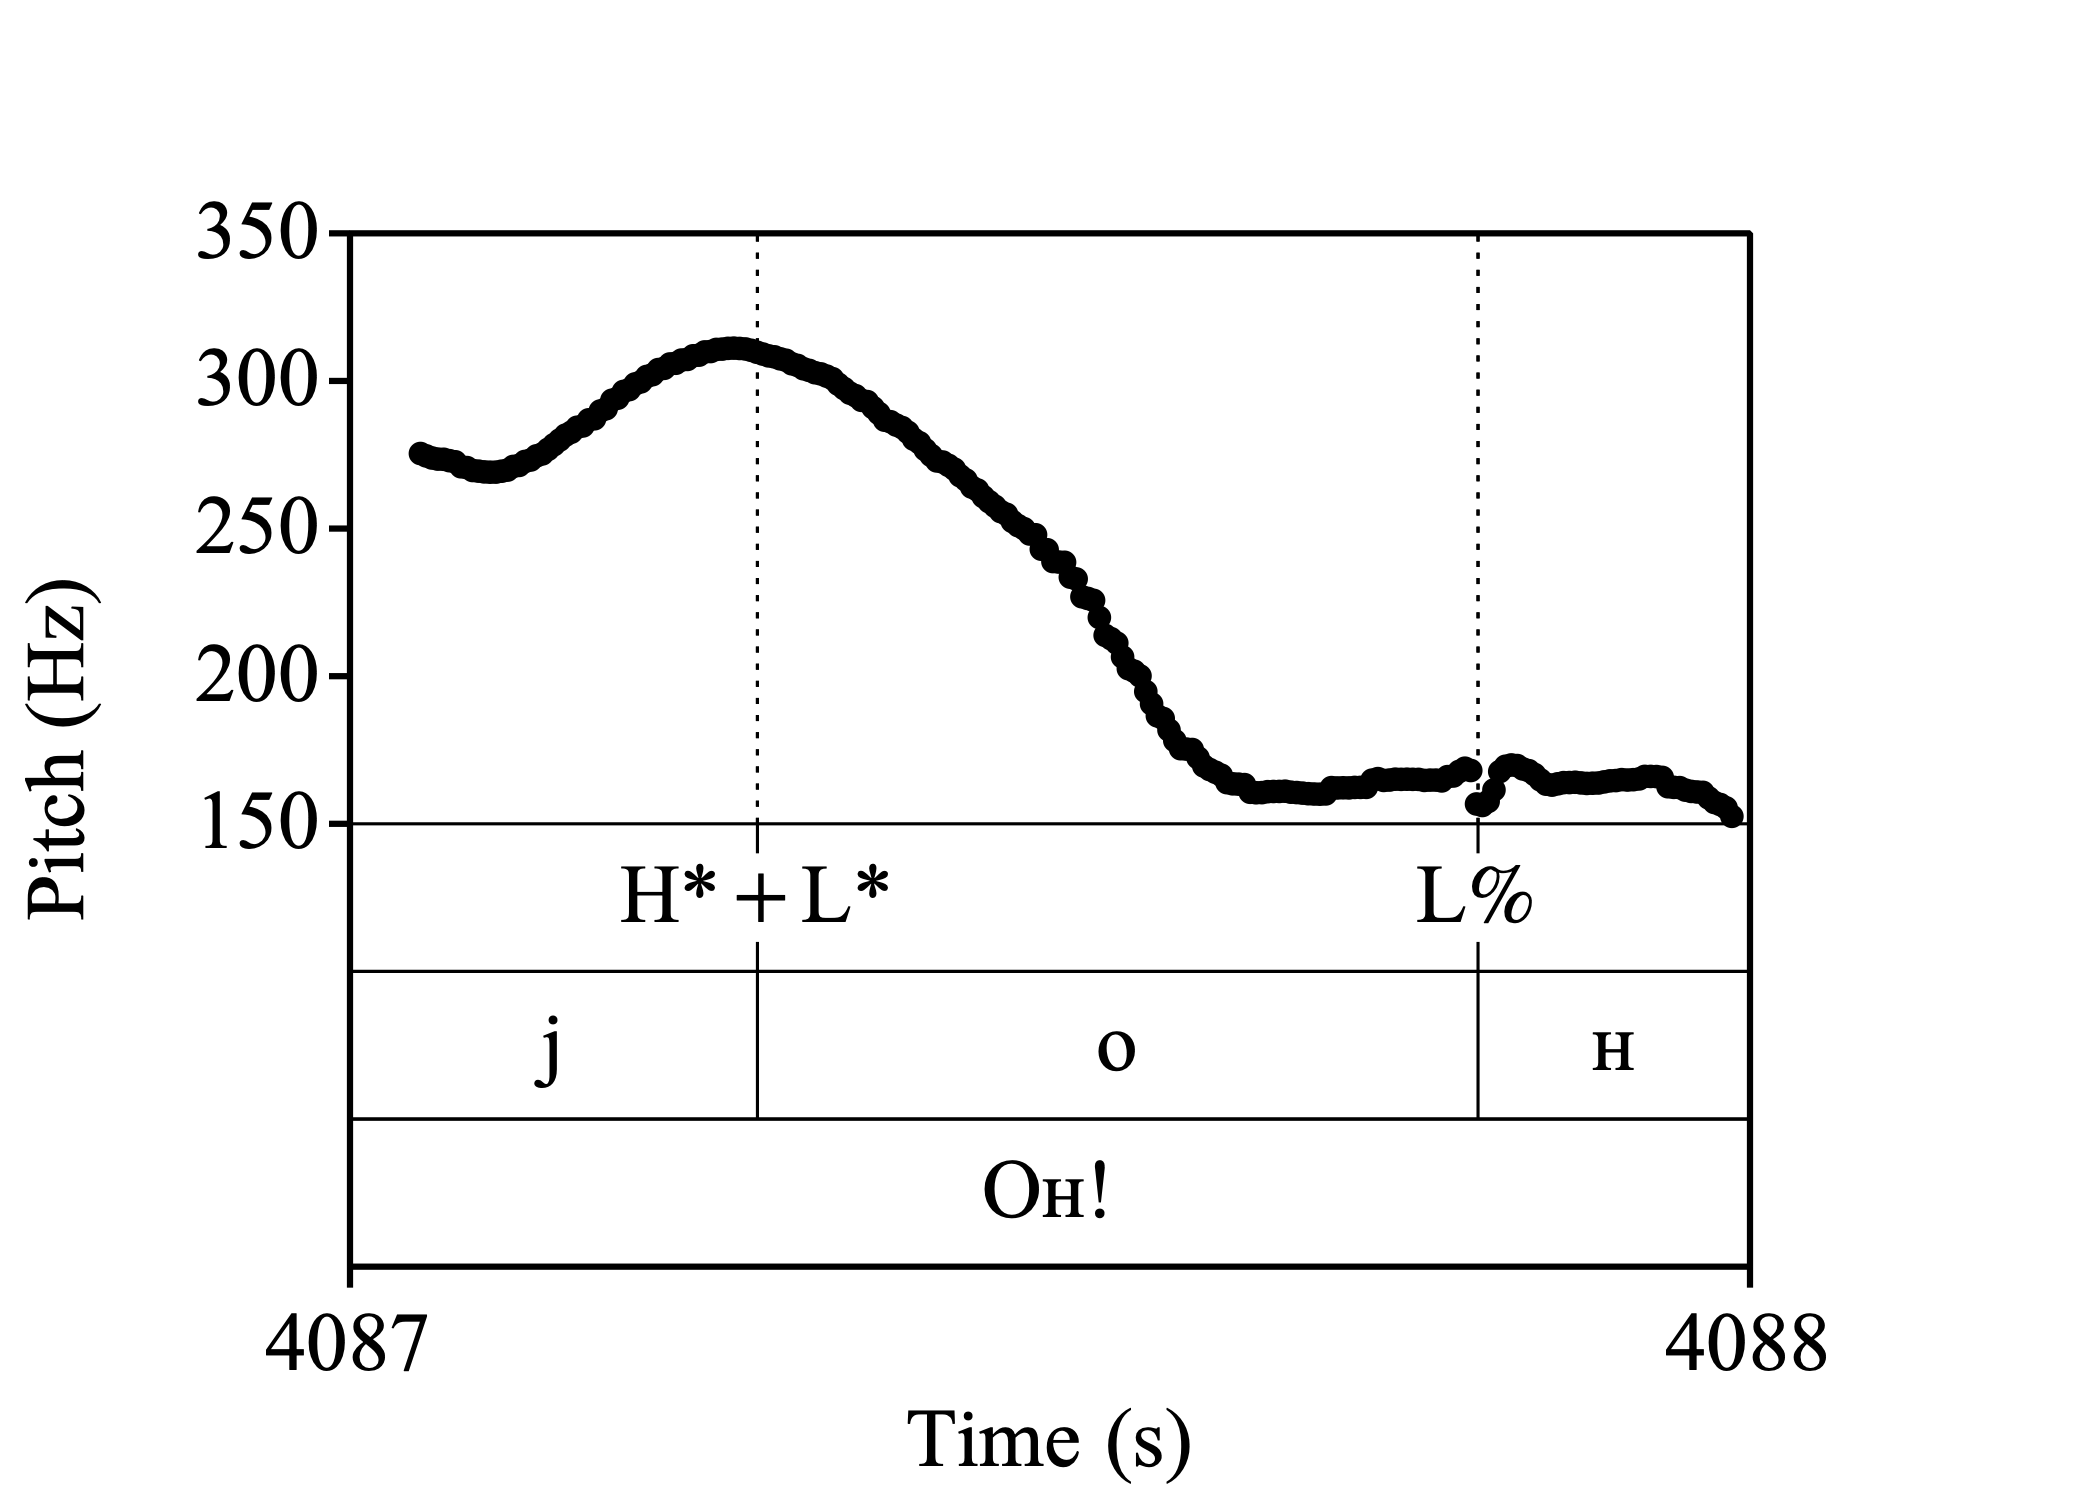 350
300
250
200
150
Pitch (Hz)
H* + L* L%
j o н
Он!
4087 4088
Time (s)